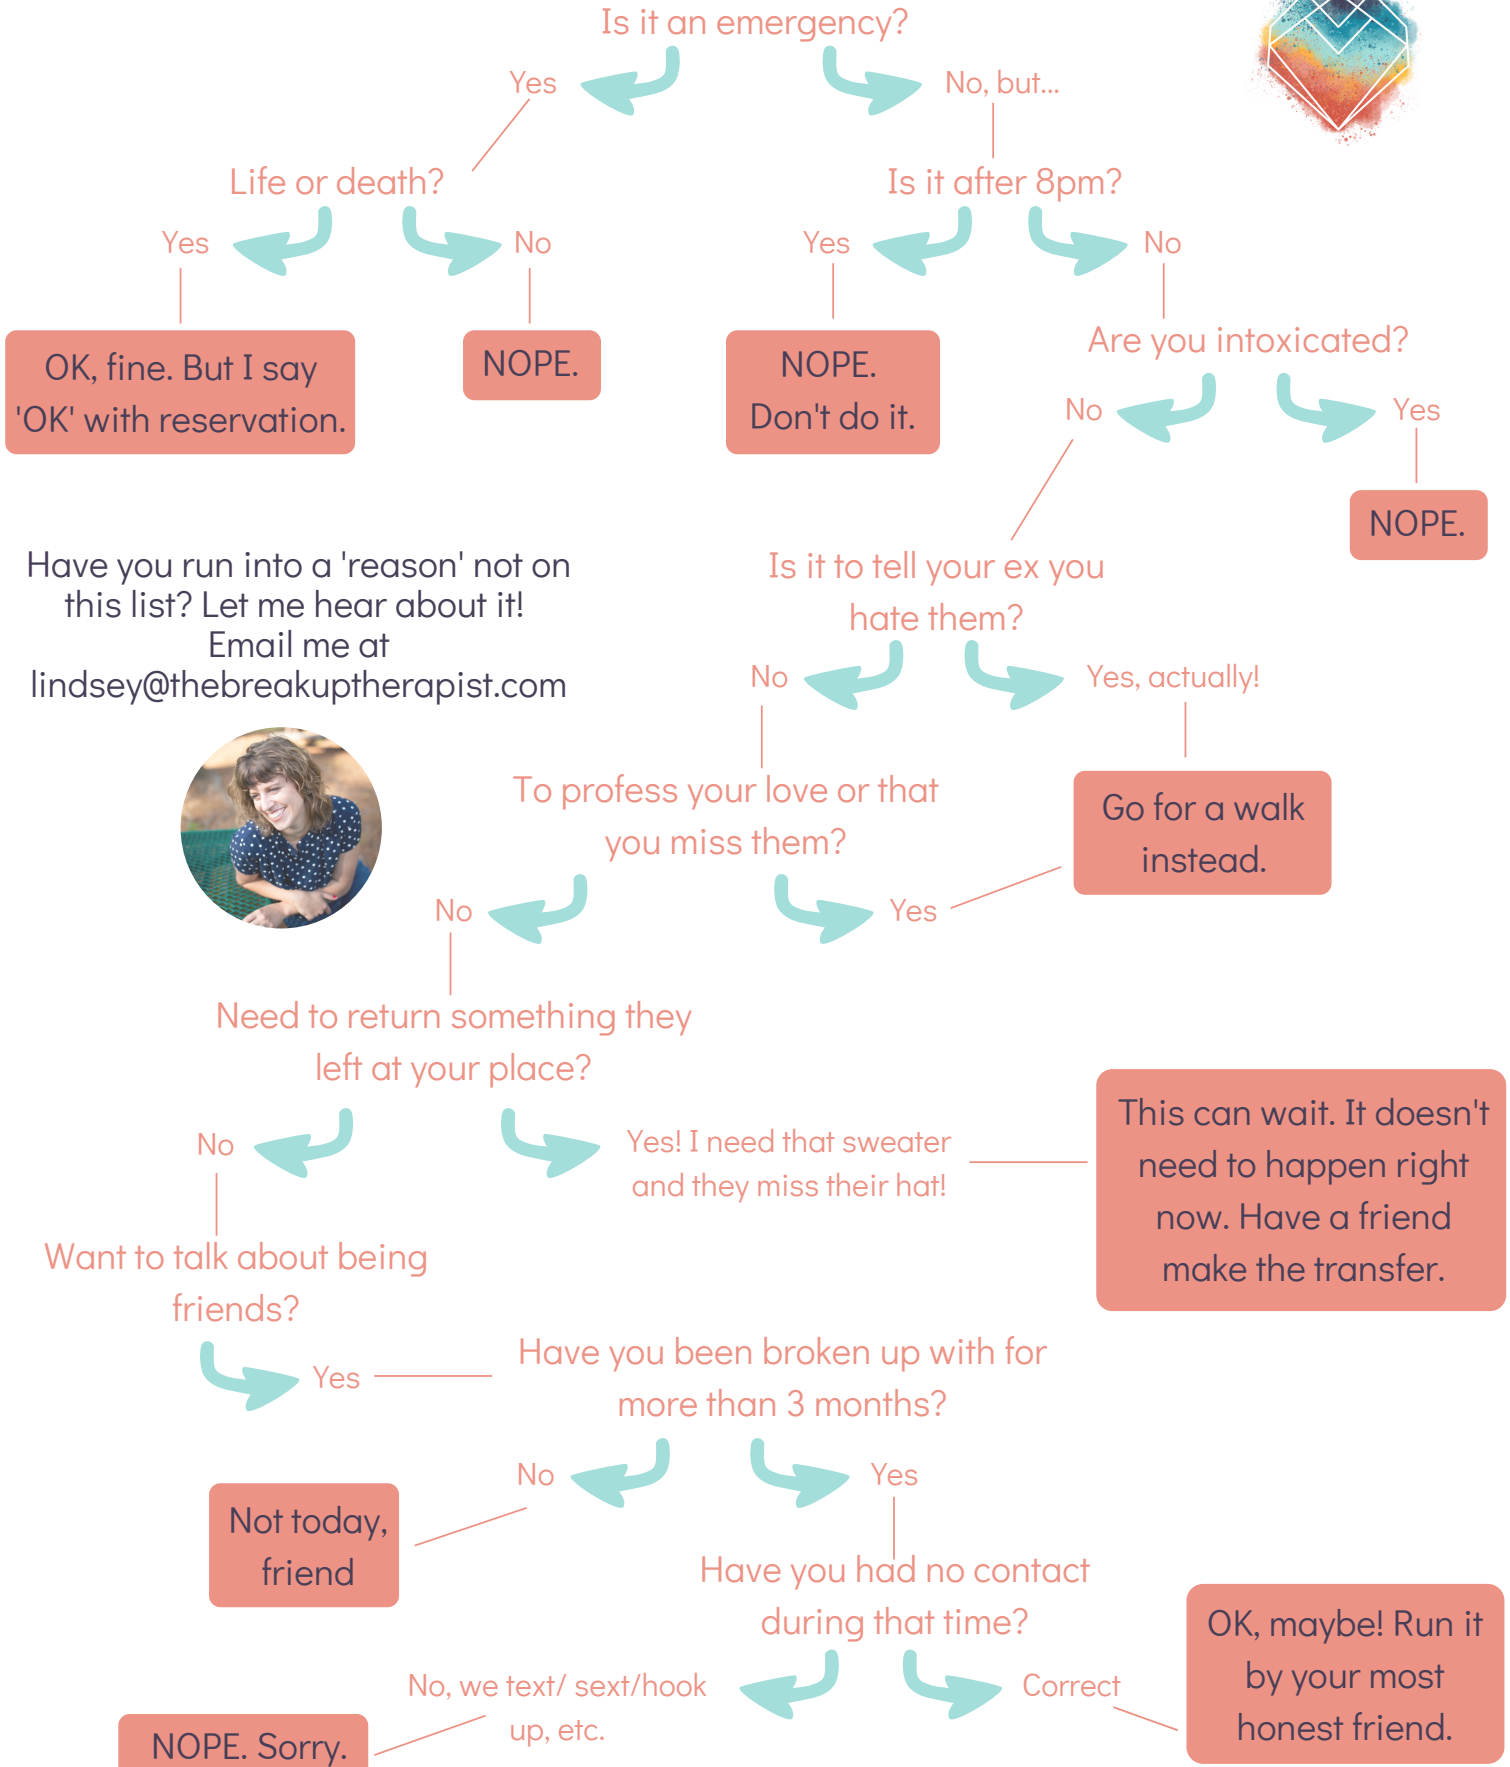 Is it an emergency?
Yes
No, but...
Life or death?
Is it after 8pm?
Yes
No
Yes
No
OK, fine. But I say
'OK' with reservation.
NOPE.
NOPE.
Don't do it.
Are you intoxicated?
No
Yes
NOPE.
Have you run into a 'reason' not on
this list? Let me hear about it!
Email me at
lindsey@thebreakuptherapist.com
Is it to tell your ex you
hate them?
No
Yes, actually!
To profess your love or that
you miss them?
Go for a walk
instead.
No
Yes
Need to return something they
left at your place?
No
Yes! I need that sweater
and they miss their hat!
This can wait. It doesn't
need to happen right
now. Have a friend
make the transfer.
Want to talk about being
friends?
Yes
Have you been broken up with for
more than 3 months?
No
Yes
Not today,
friend
Have you had no contact
during that time?
No, we text/ sext/hook
up, etc.
Correct
OK, maybe! Run it
by your most
honest friend.
NOPE. Sorry.